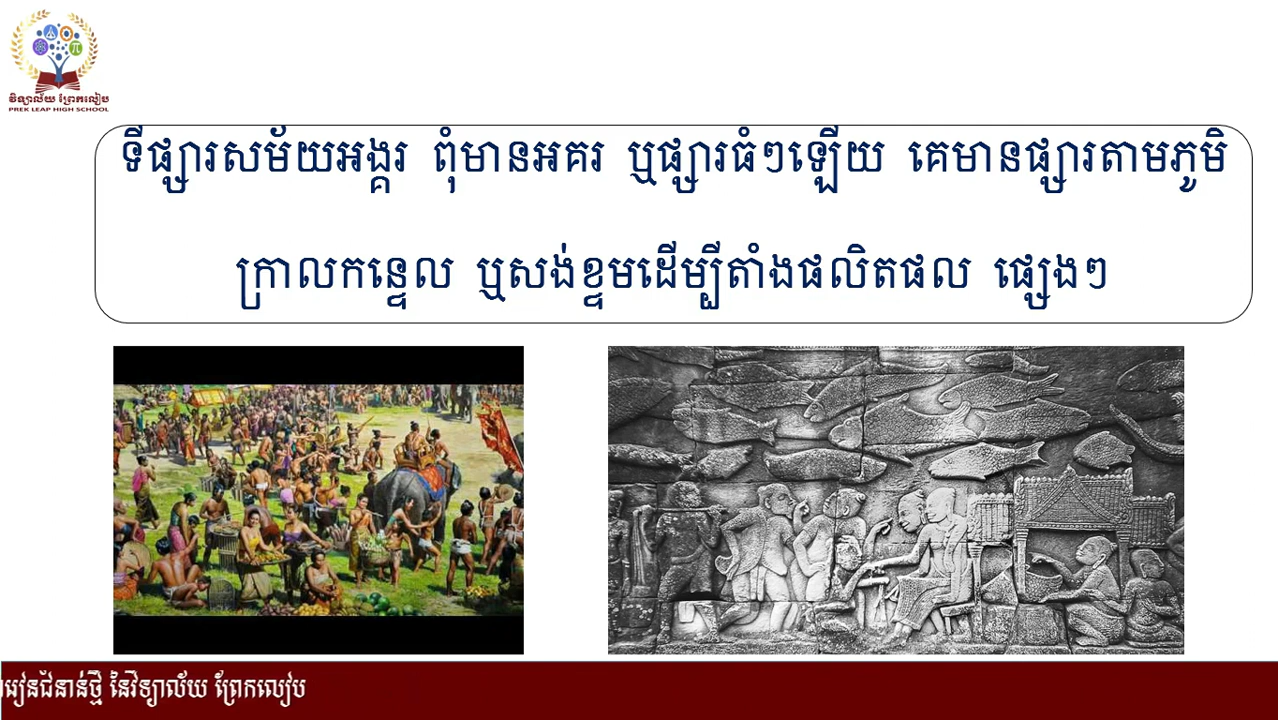 វិទ្យាល័យ ព្រែកលៀប
PREK LEAP HIGH SCHOOL
ទីផ្សារសម័យអង្គរ ពុំមានអគរ ឬផ្សារធំៗឡើយ គេមានផ្សារតាមភូមិ
ក្រាលកន្ទេល ឬសង់ខ្ទមដើម្បីតាំងផលិតផល ផ្សេងៗ
រៀនជំនាន់ថ្មី នៃវិទ្យាល័យ ព្រែកលៀប